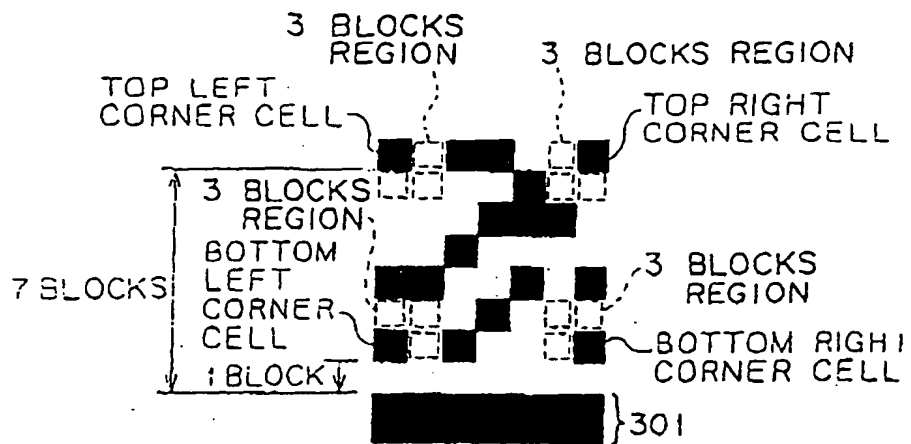 3 BLOCKS
REGION
3 BLOCKS REGION
TOP LEFT
CORNER CELL
TOP RIGHT
CORNER CELL
3 BLOCKS
REGION
BOTTOM
LEFT
CORNER
CELL
7 BLOCKS
3 BLOCKS
REGION
BOTTOM RIGHT
CORNER CELL
1 BLOCK
301